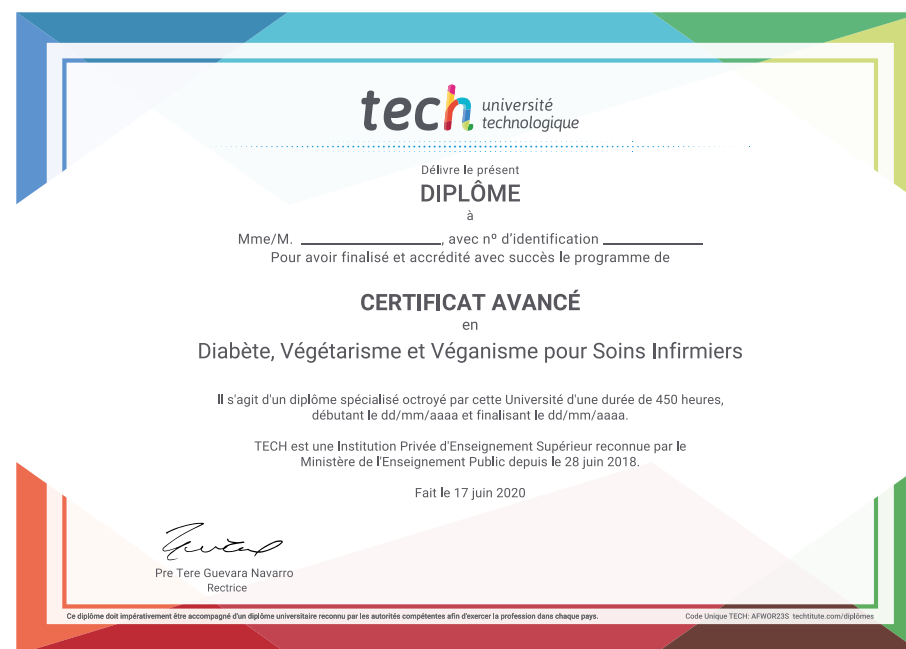 tech université
technologique
Délivre le présent
DIPLÔME
à
Mme/M. ____________________, avec nº d'identification ______________
Pour avoir finalisé et accrédité avec succès le programme de
CERTIFICAT AVANCÉ
en
Diabète, Végétarisme et Véganisme pour Soins Infirmiers
Il s'agit d'un diplôme spécialisé octroyé par cette Université d'une durée de 450 heures,
débutant le dd/mm/aaaa et finalisant le dd/mm/aaaa.
TECH est une Institution Privée d'Enseignement Supérieur reconnue par le
Ministère de l'Enseignement Public depuis le 28 juin 2018.
Fait le 17 juin 2020
Pre Tere Guevara Navarro
Rectrice
Ce diplôme doit impérativement être accompagné d'un diplôme universitaire reconnu par les autorités compétentes afin d'exercer la profession dans chaque pays.
Code Unique TECH: AFWOR23S techtitute.com/diplômes